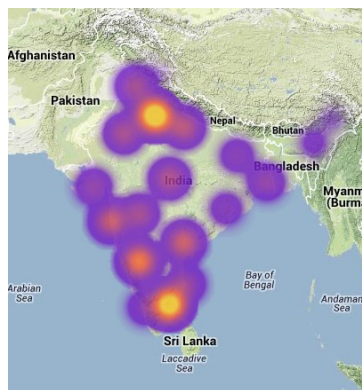 Afghanistan
Pakistan
Nepal
Bhutan
India
Bangladesh
Myanm
(Burma
Arabian
Sea
Bay of
Bengal
Andaman
Sea
Sri Lanka
Laccadive
Sea